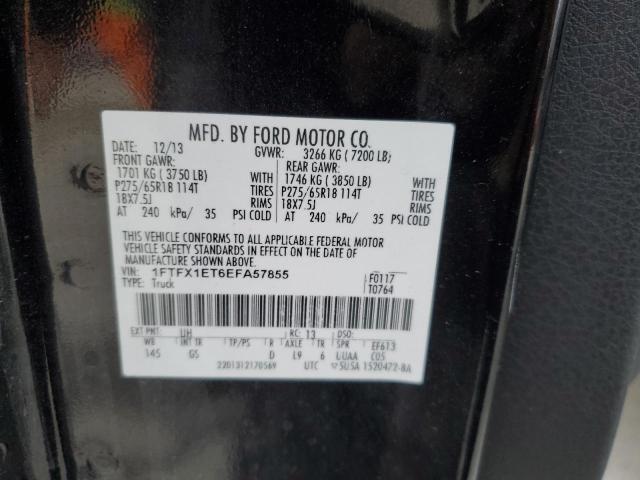 MFD. BY FORD MOTOR CO.
DATE: 12/13 GVWR: 3266 KG ( 7200 LB)
FRONT GAWR: REAR GAWR:
1701 KG ( 3750 LB) WITH 1746 KG ( 3850 LB) WITH
P275/65R18 114T TIRES P275/65R18 114T TIRES
18X7.5J RIMS 18X7.5J RIMS
AT 240 kPa/ 35 PSI COLD AT 240 kPa/ 35 PSI COLD
THIS VEHICLE CONFORMS TO ALL APPLICABLE FEDERAL MOTOR
VEHICLE SAFETY STANDARDS IN EFFECT ON THE DATE OF
MANUFACTURE SHOWN ABOVE.
VIN: 1FTFX1ET6EFA57855 F0117
TYPE: Truck T0764
EXT PNT: UH RC: 13 DSO:
WB INT TR TP/PS R AXLE TR SPR EF613
145 GS D L9 6 UUAA C05
2201312170569 UTC 5U5A 1520472-BA